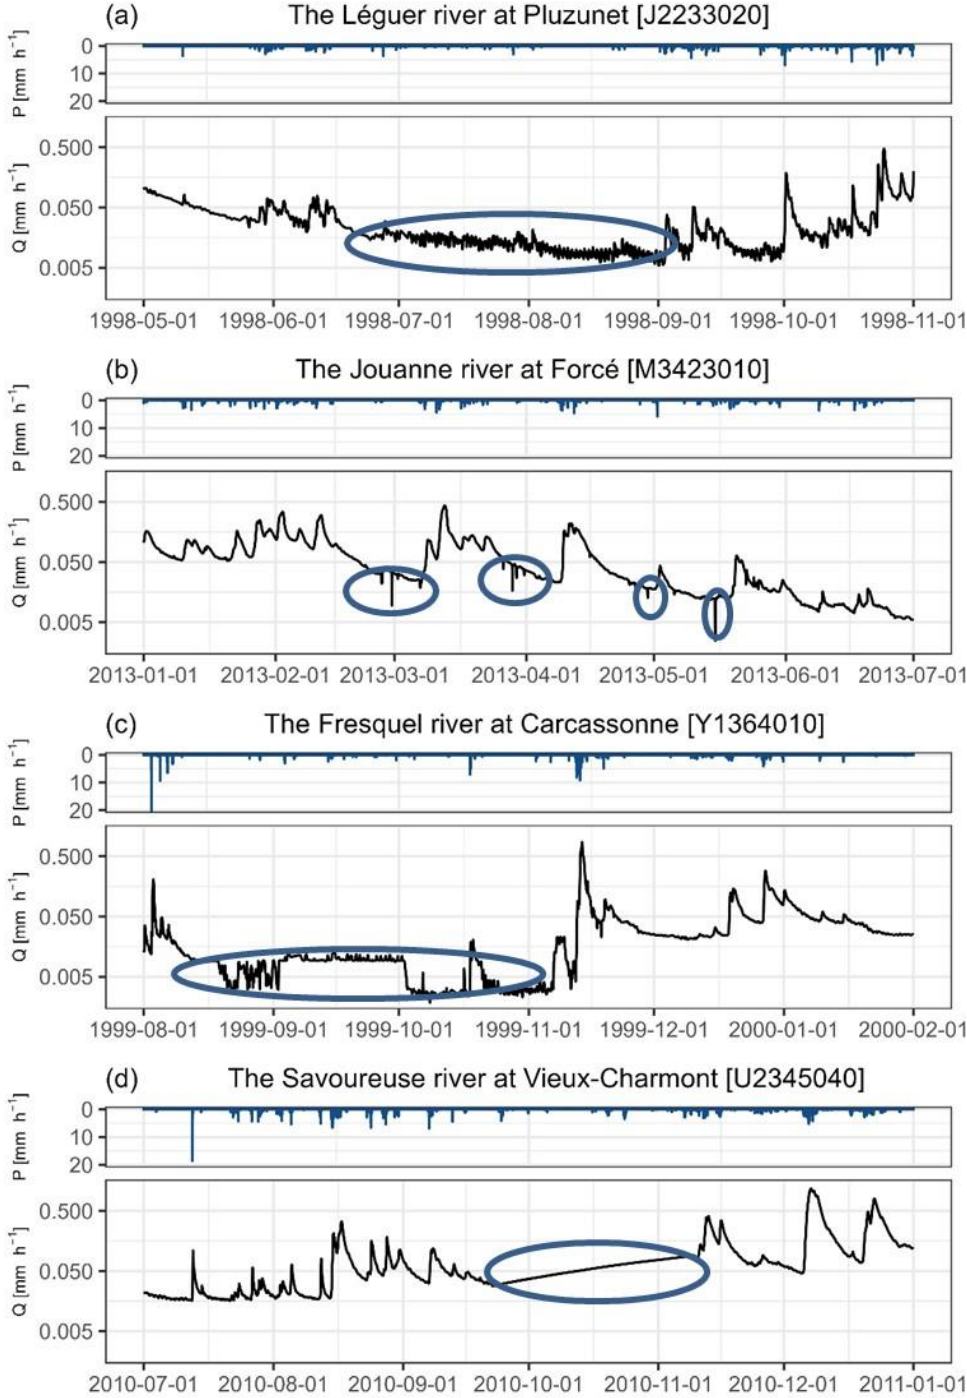 (a) The Léguer river at Pluzunet [J2233020]
P [mm h⁻¹]
0
10
20
Q [mm h⁻¹]
0.500
0.050
0.005
1998-05-01 1998-06-01 1998-07-01 1998-08-01 1998-09-01 1998-10-01 1998-11-01
(b) The Jouanne river at Forcé [M3423010]
P [mm h⁻¹]
0
10
20
Q [mm h⁻¹]
0.500
0.050
0.005
2013-01-01 2013-02-01 2013-03-01 2013-04-01 2013-05-01 2013-06-01 2013-07-01
(c) The Fresquel river at Carcassonne [Y1364010]
P [mm h⁻¹]
0
10
20
Q [mm h⁻¹]
0.500
0.050
0.005
1999-08-01 1999-09-01 1999-10-01 1999-11-01 1999-12-01 2000-01-01 2000-02-01
(d) The Savoureuse river at Vieux-Charmont [U2345040]
P [mm h⁻¹]
0
10
20
Q [mm h⁻¹]
0.500
0.050
0.005
2010-07-01 2010-08-01 2010-09-01 2010-10-01 2010-11-01 2010-12-01 2011-01-01